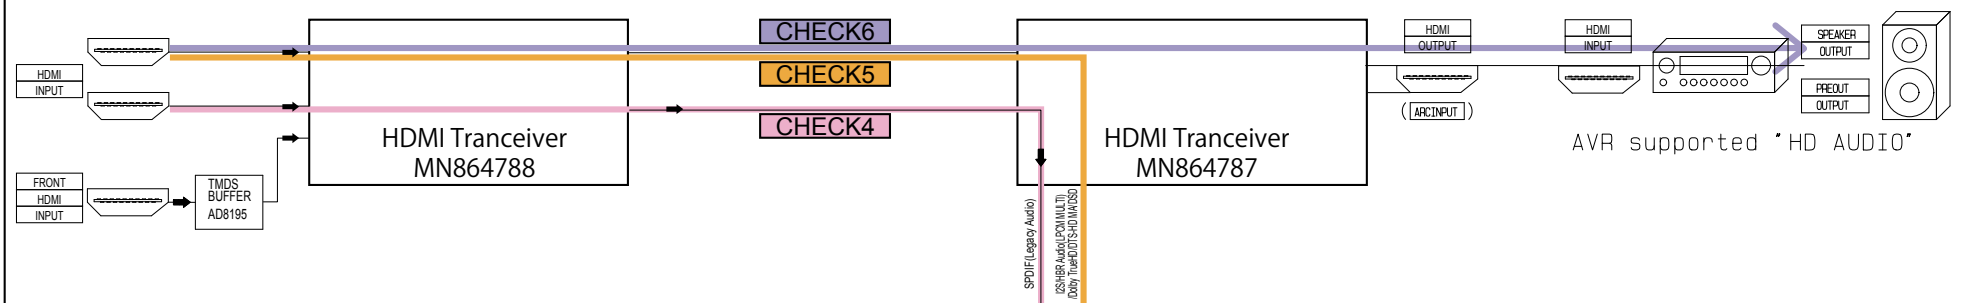 CHECK6
CHECK5
CHECK4
HDMI
INPUT
FRONT
HDMI
INPUT
TMDS
BUFFER
AD8195
HDMI Tranceiver
MN864788
HDMI Tranceiver
MN864787
SPDIF(Legacy Audio)
I2S/HBR Audio(LPCM MULTI)
/Dolby TrueHD/DTS-HD MA/DSD
HDMI
OUTPUT
(ARCINPUT)
HDMI
INPUT
SPEAKER
OUTPUT
PREOUT
OUTPUT
AVR supported "HD AUDIO"